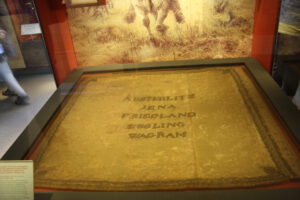 AUSTERLITZ
JENA
FRIEDLAND
ESSLING
WAGRAM